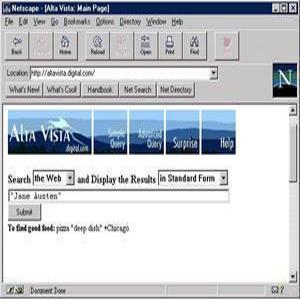 Netscape - [Alta Vista: Main Page]
File Edit View Go Bookmarks Options Directory Window Help
Back Home Reload Open Print Find
Location: http://altavista.digital.com/
What's New! What's Cool! Handbook Net Search Net Directory
N
ALTA VISTA Simple Query Advanced Query Surprise Help
digital.com
Search the Web and Display the Results in Standard Form
"Jane Austen"
Submit
To find good food: pizza "deep dish" +Chicago
Document: Done